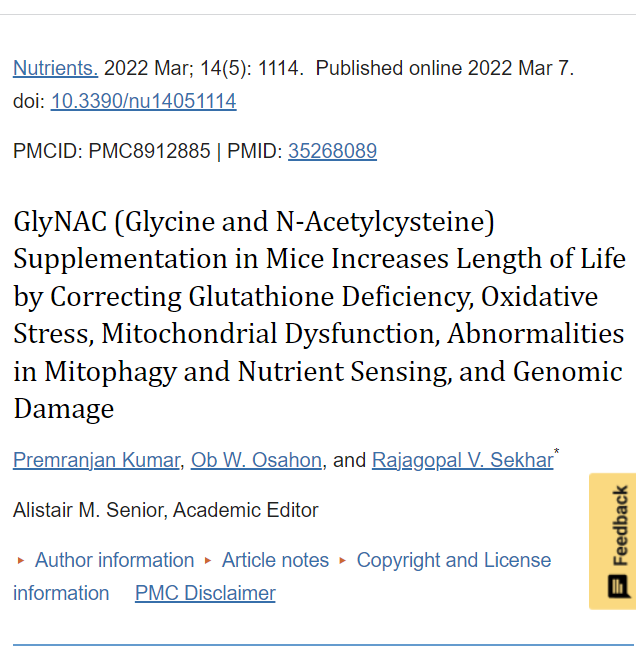 Nutrients. 2022 Mar; 14(5): 1114.  Published online 2022 Mar 7.
doi: 10.3390/nu14051114
PMCID: PMC8912885 | PMID: 35268089
GlyNAC (Glycine and N-Acetylcysteine)
Supplementation in Mice Increases Length of Life
by Correcting Glutathione Deficiency, Oxidative
Stress, Mitochondrial Dysfunction, Abnormalities
in Mitophagy and Nutrient Sensing, and Genomic
Damage
Premranjan Kumar, Ob W. Osahon, and Rajagopal V. Sekhar*
Alistair M. Senior, Academic Editor
▸ Author information ▸ Article notes ▸ Copyright and License
information PMC Disclaimer
Feedback